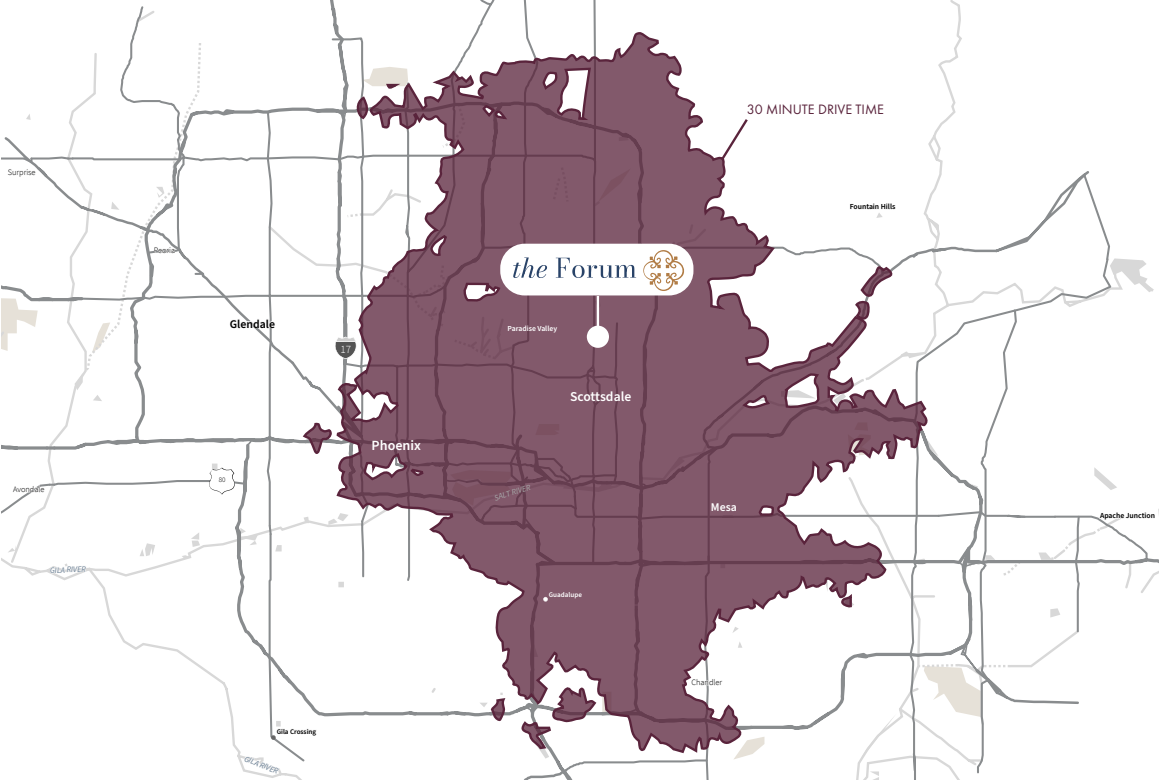 30 MINUTE DRIVE TIME
Surprise
Fountain Hills
Peoria
the Forum
Glendale
Paradise Valley
17
Scottsdale
Phoenix
80
Avondale
SALT RIVER
Mesa
Apache Junction
GILA RIVER
Guadalupe
Chandler
Gila Crossing
GILA RIVER